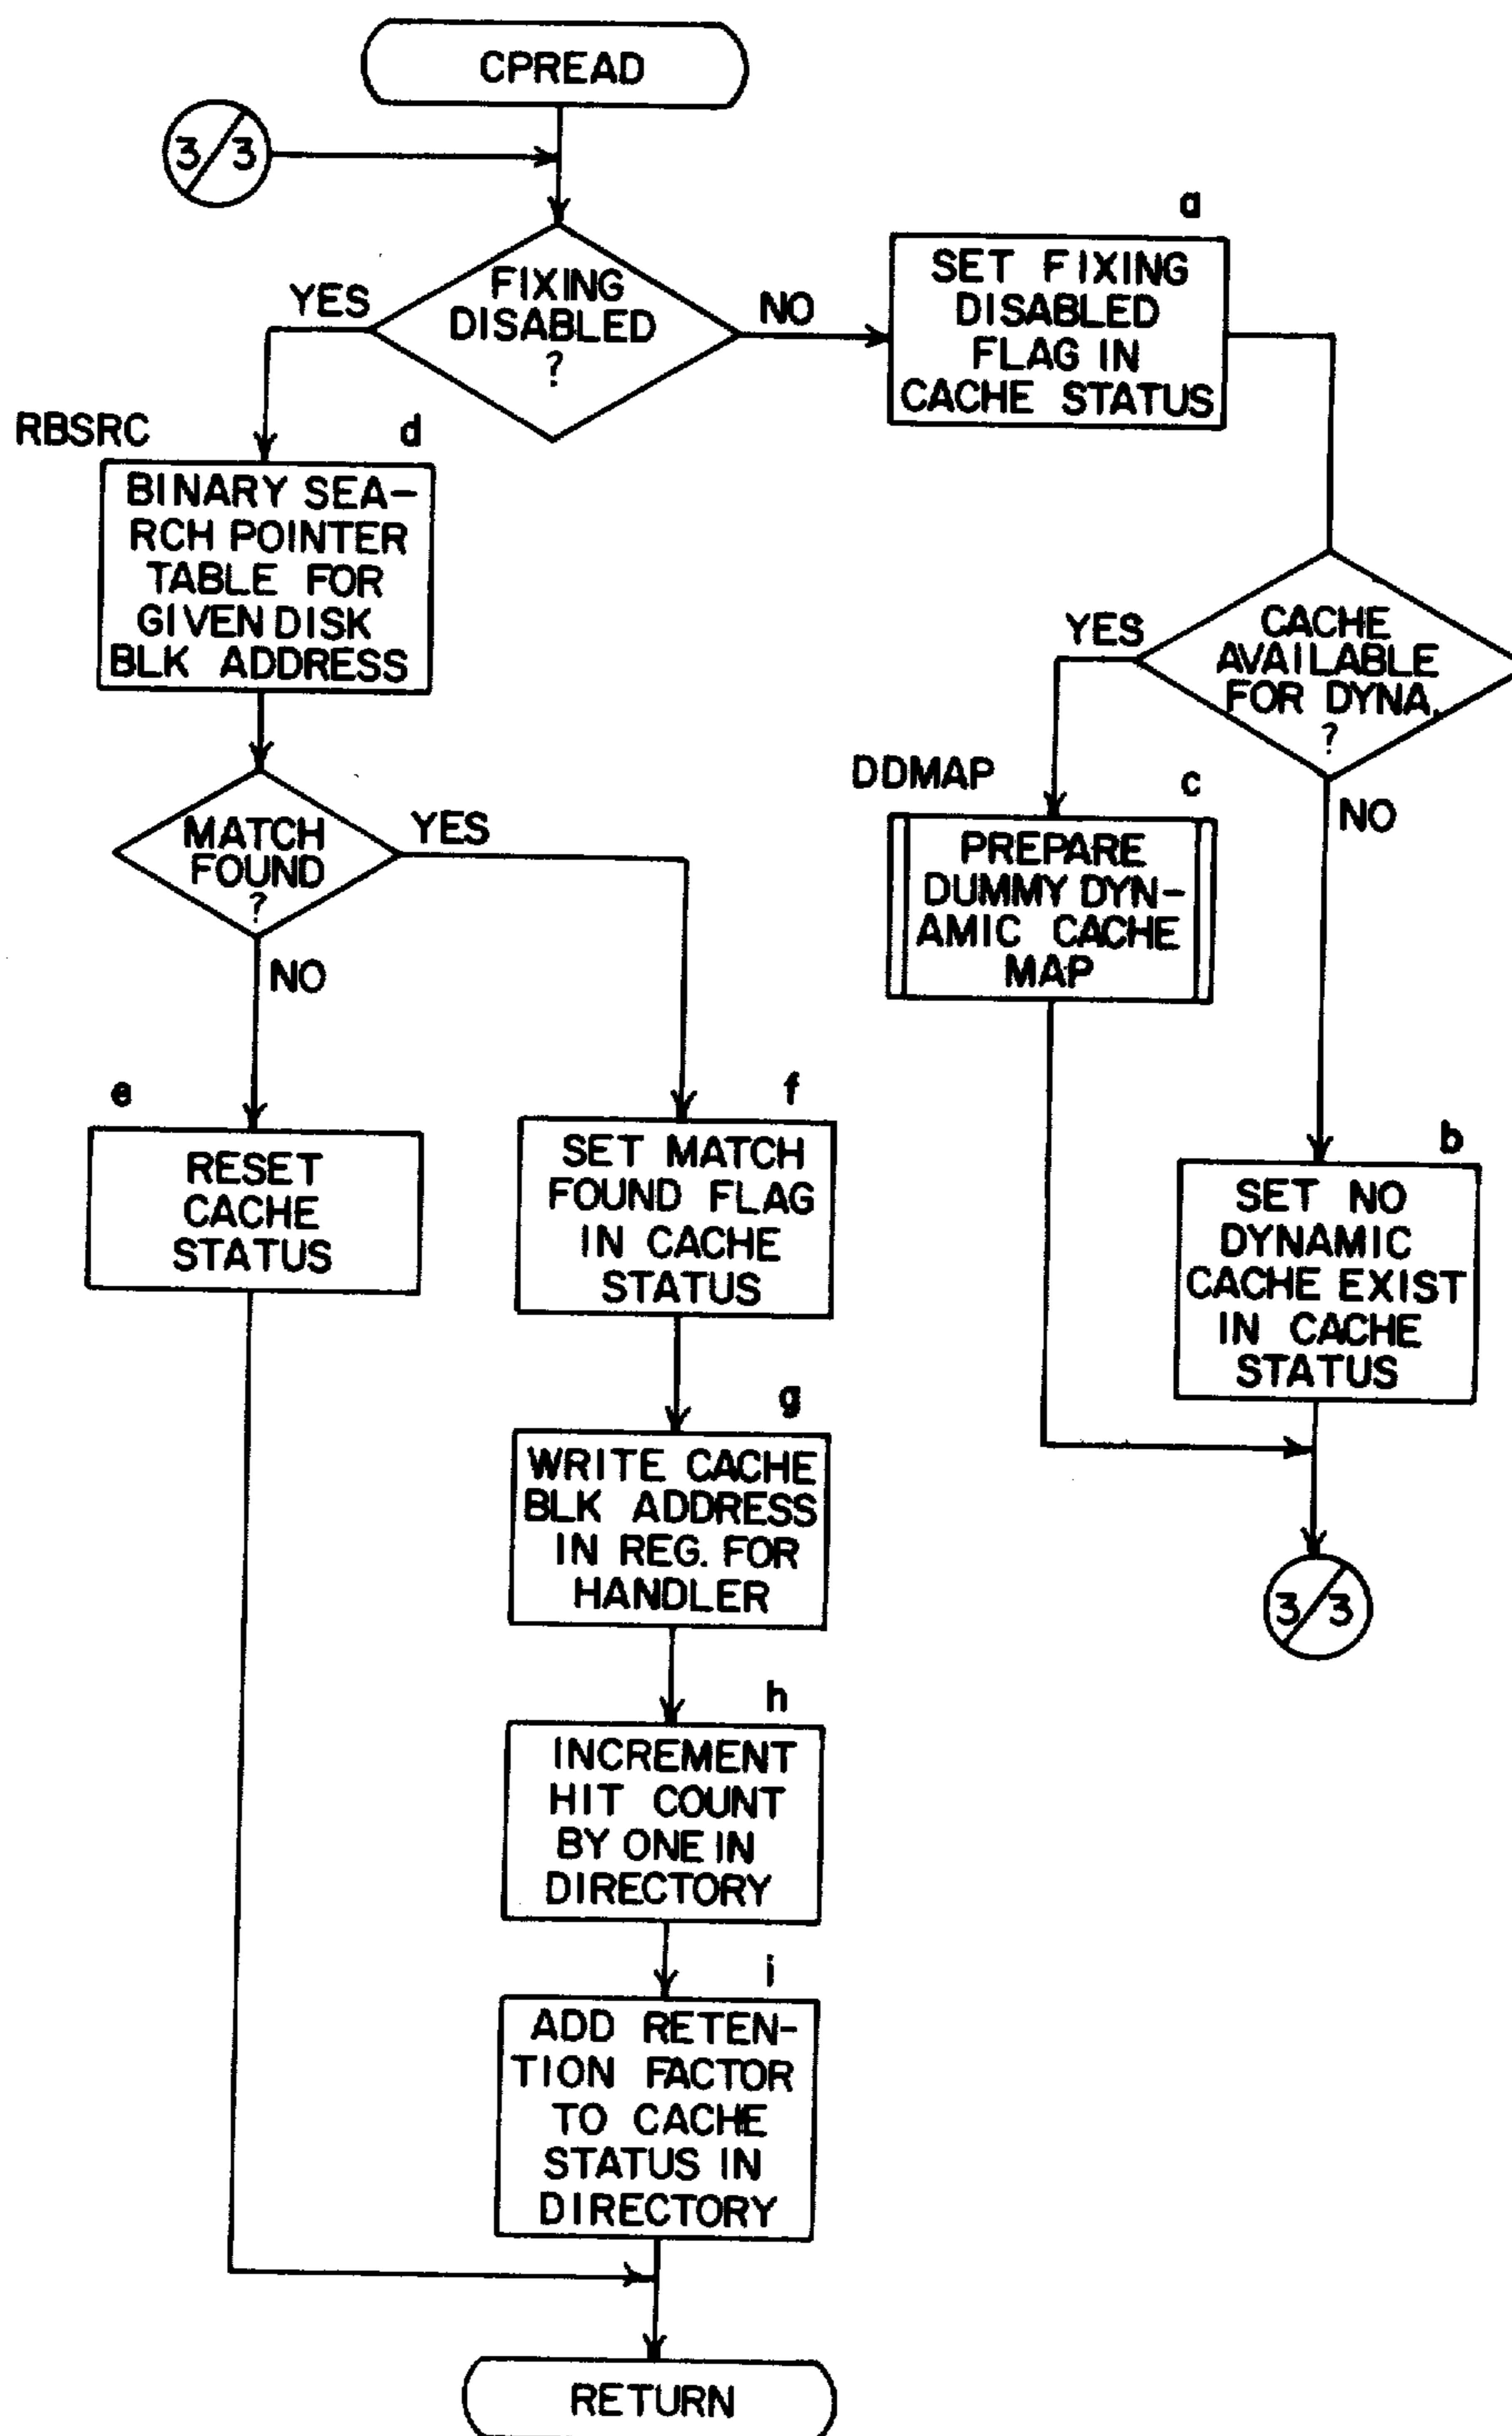 CPREAD
3/3
FIXING
DISABLED
?
YES
NO
a
SET FIXING
DISABLED
FLAG IN
CACHE STATUS
RBSRC
d
BINARY SEA-
RCH POINTER
TABLE FOR
GIVEN DISK
BLK ADDRESS
CACHE
AVAILABLE
FOR DYNA.
?
YES
NO
DDMAP
c
PREPARE
DUMMY DYN-
AMIC CACHE
MAP
MATCH
FOUND
?
YES
NO
e
RESET
CACHE
STATUS
f
SET MATCH
FOUND FLAG
IN CACHE
STATUS
b
SET NO
DYNAMIC
CACHE EXIST
IN CACHE
STATUS
g
WRITE CACHE
BLK ADDRESS
IN REG. FOR
HANDLER
3/3
h
INCREMENT
HIT COUNT
BY ONE IN
DIRECTORY
i
ADD RETEN-
TION FACTOR
TO CACHE
STATUS IN
DIRECTORY
RETURN